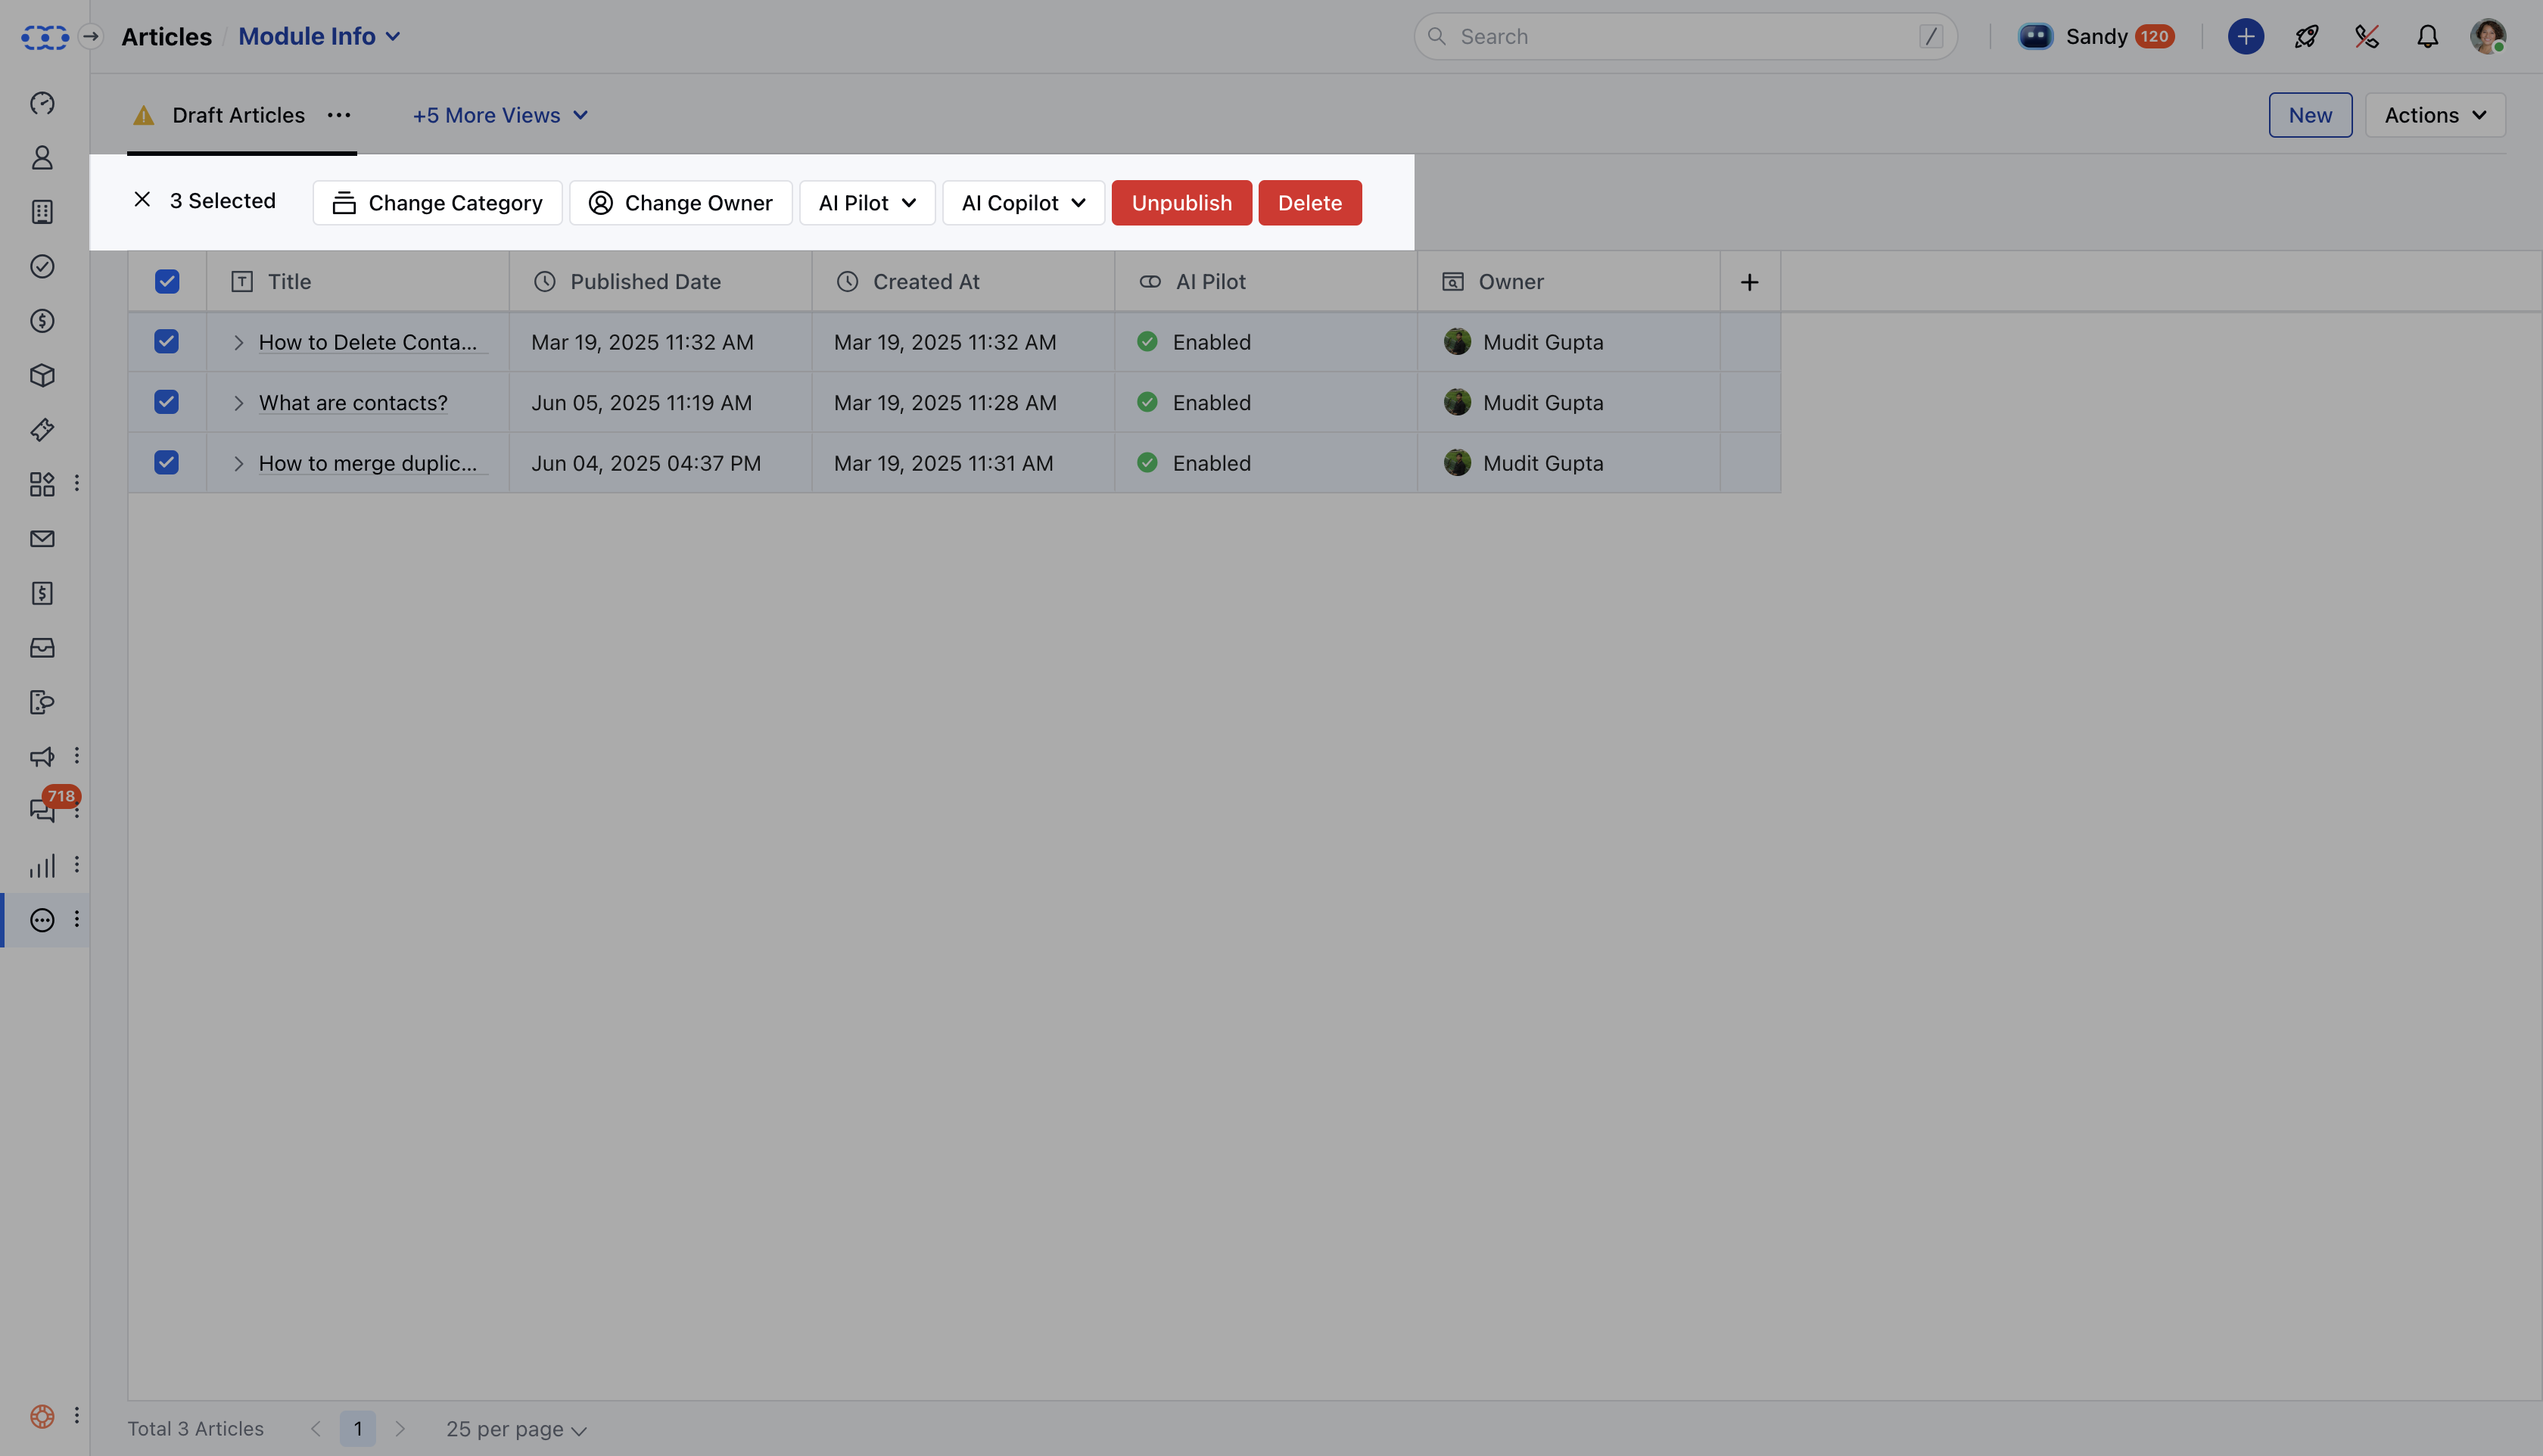 Articles / Module Info
Search /
Sandy 120
Draft Articles ••• +5 More Views
New Actions
3 Selected Change Category Change Owner AI Pilot AI Copilot Unpublish Delete
Title Published Date Created At AI Pilot Owner
How to Delete Conta... Mar 19, 2025 11:32 AM Mar 19, 2025 11:32 AM Enabled Mudit Gupta
What are contacts? Jun 05, 2025 11:19 AM Mar 19, 2025 11:28 AM Enabled Mudit Gupta
How to merge duplic... Jun 04, 2025 04:37 PM Mar 19, 2025 11:31 AM Enabled Mudit Gupta
718
Total 3 Articles 1 25 per page